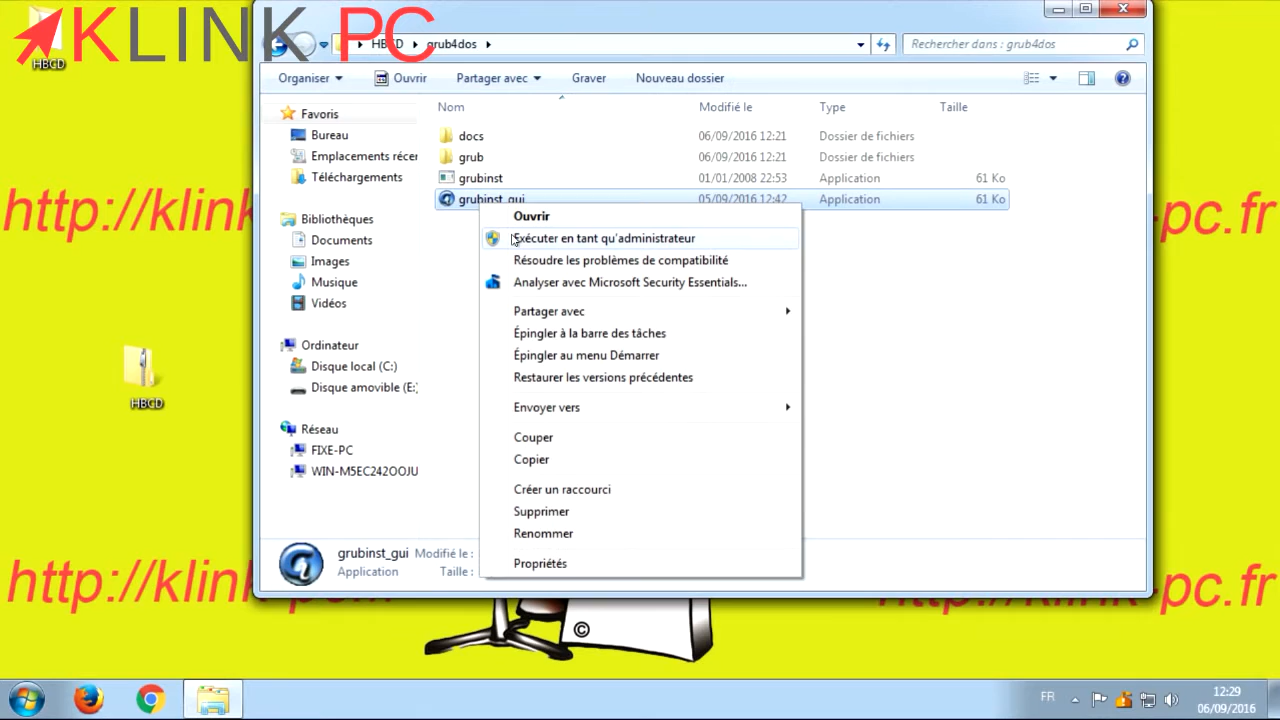 KLINK PC
HBCD
HBCD ▸ grub4dos ▸
Rechercher dans : grub4dos
Organiser
Ouvrir
Partager avec
Graver
Nouveau dossier
Nom
Modifié le
Type
Taille
Favoris
Bureau
Emplacements récer
Téléchargements
Bibliothèques
Documents
Images
Musique
Vidéos
Ordinateur
Disque local (C:)
Disque amovible (E:)
Réseau
FIXE-PC
WIN-M5EC242OOJU
docs 06/09/2016 12:21 Dossier de fichiers
grub 06/09/2016 12:21 Dossier de fichiers
grubinst 01/01/2008 22:53 Application 61 Ko
grubinst_gui 05/09/2016 12:42 Application 61 Ko
Ouvrir
Exécuter en tant qu'administrateur
Résoudre les problèmes de compatibilité
Analyser avec Microsoft Security Essentials...
Partager avec
Épingler à la barre des tâches
Épingler au menu Démarrer
Restaurer les versions précédentes
Envoyer vers
Couper
Copier
Créer un raccourci
Supprimer
Renommer
Propriétés
grubinst_gui Modifié le :
Application Taille :
HBCD
http://klink
-pc.fr
http://klink-pc.fr
-pc.fr
©
FR
12:29
06/09/2016